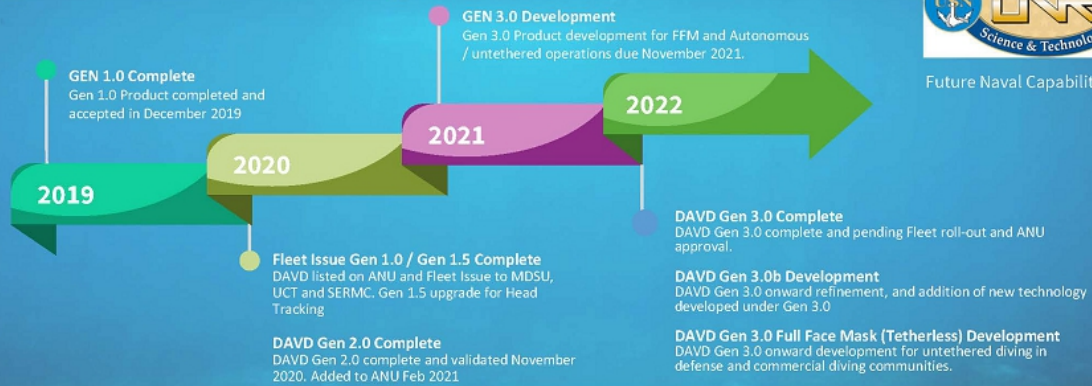 GEN 3.0 Development
Gen 3.0 Product development for FFM and Autonomous
/ untethered operations due November 2021.
USN
Science & Technolo
Future Naval Capabilit
GEN 1.0 Complete
Gen 1.0 Product completed and
accepted in December 2019
2019
2020
2021
2022
Fleet Issue Gen 1.0 / Gen 1.5 Complete
DAVD listed on ANU and Fleet Issue to MDSU,
UCT and SERMC. Gen 1.5 upgrade for Head
Tracking
DAVD Gen 2.0 Complete
DAVD Gen 2.0 complete and validated November
2020. Added to ANU Feb 2021
DAVD Gen 3.0 Complete
DAVD Gen 3.0 complete and pending Fleet roll-out and ANU
approval.
DAVD Gen 3.0b Development
DAVD Gen 3.0 onward refinement, and addition of new technology
developed under Gen 3.0
DAVD Gen 3.0 Full Face Mask (Tetherless) Development
DAVD Gen 3.0 onward development for untethered diving in
defense and commercial diving communities.